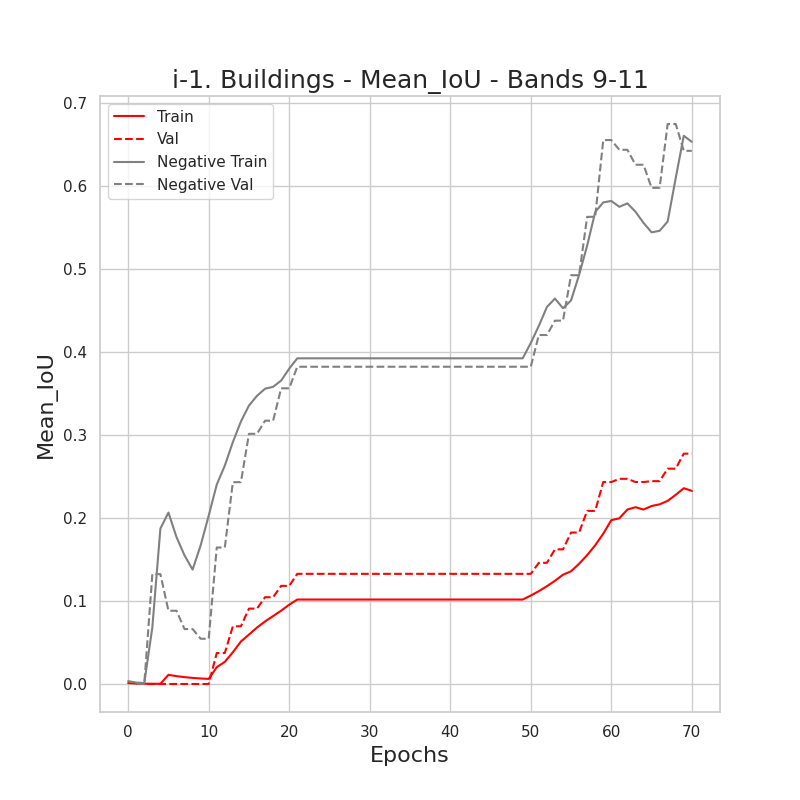 i-1. Buildings - Mean_IoU - Bands 9-11
Train
Val
Negative Train
Negative Val
0.7
0.6
0.5
0.4
0.3
0.2
0.1
0.0
Mean_IoU
0 10 20 30 40 50 60 70
Epochs